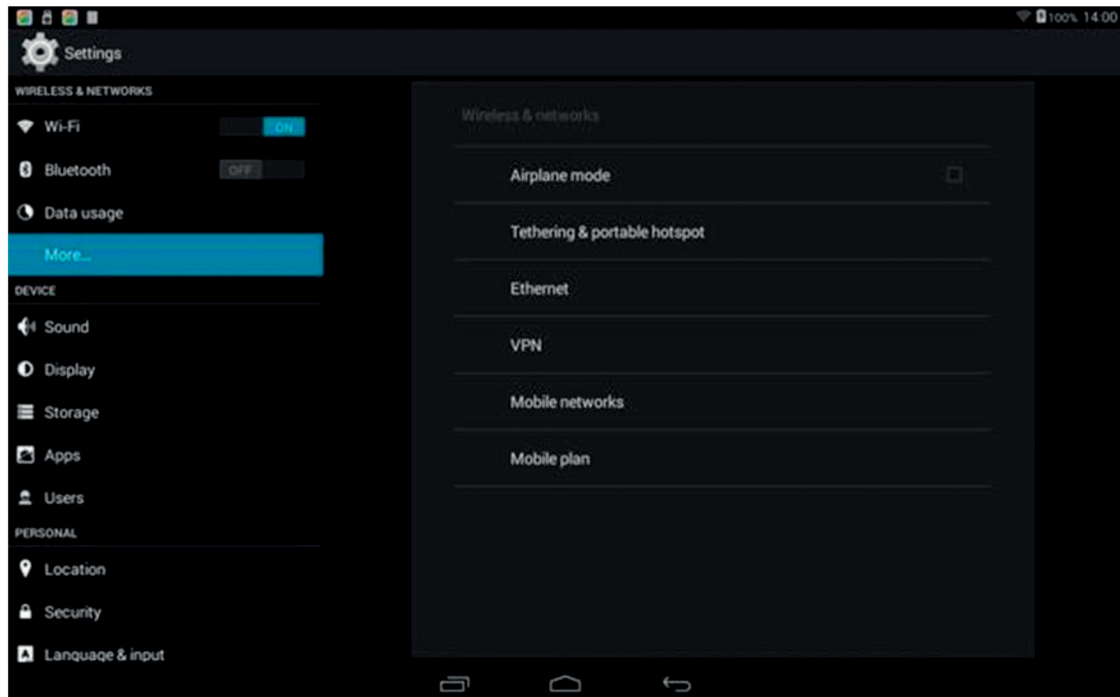 100% 14:00
Settings
WIRELESS & NETWORKS
Wi-Fi ON
Bluetooth OFF
Data usage
More...
DEVICE
Sound
Display
Storage
Apps
Users
PERSONAL
Location
Security
Language & input
Wireless & networks
Airplane mode
Tethering & portable hotspot
Ethernet
VPN
Mobile networks
Mobile plan